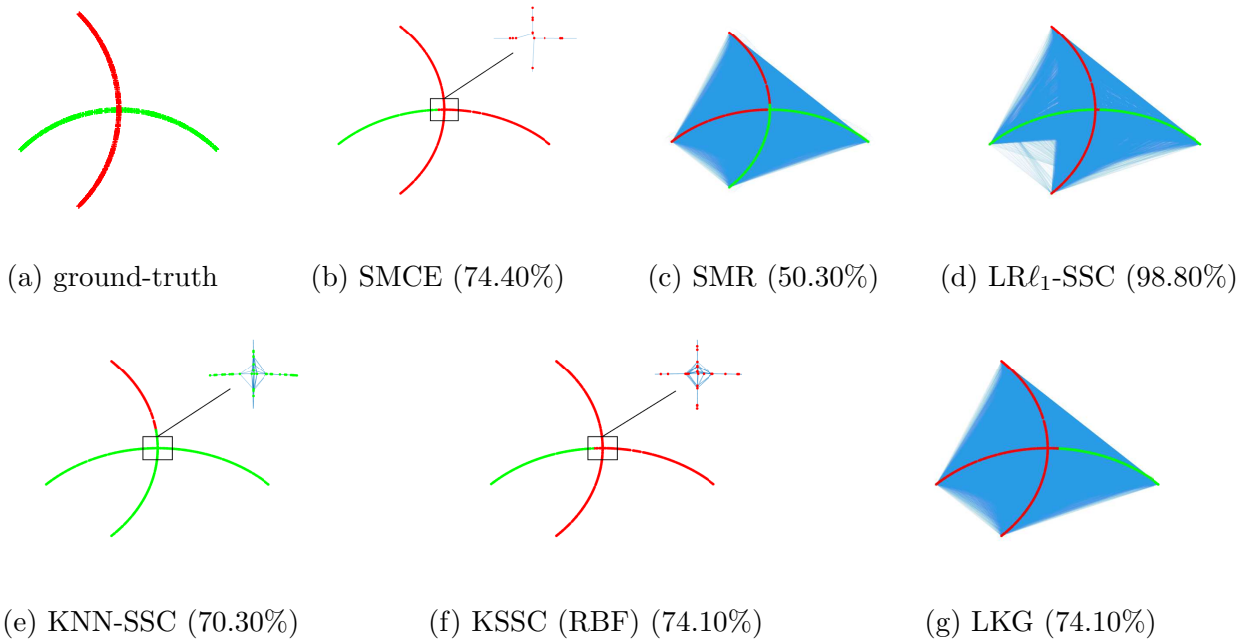 (a) ground-truth
(b) SMCE (74.40%)
(c) SMR (50.30%)
(d) LRℓ₁-SSC (98.80%)
(e) KNN-SSC (70.30%)
(f) KSSC (RBF) (74.10%)
(g) LKG (74.10%)